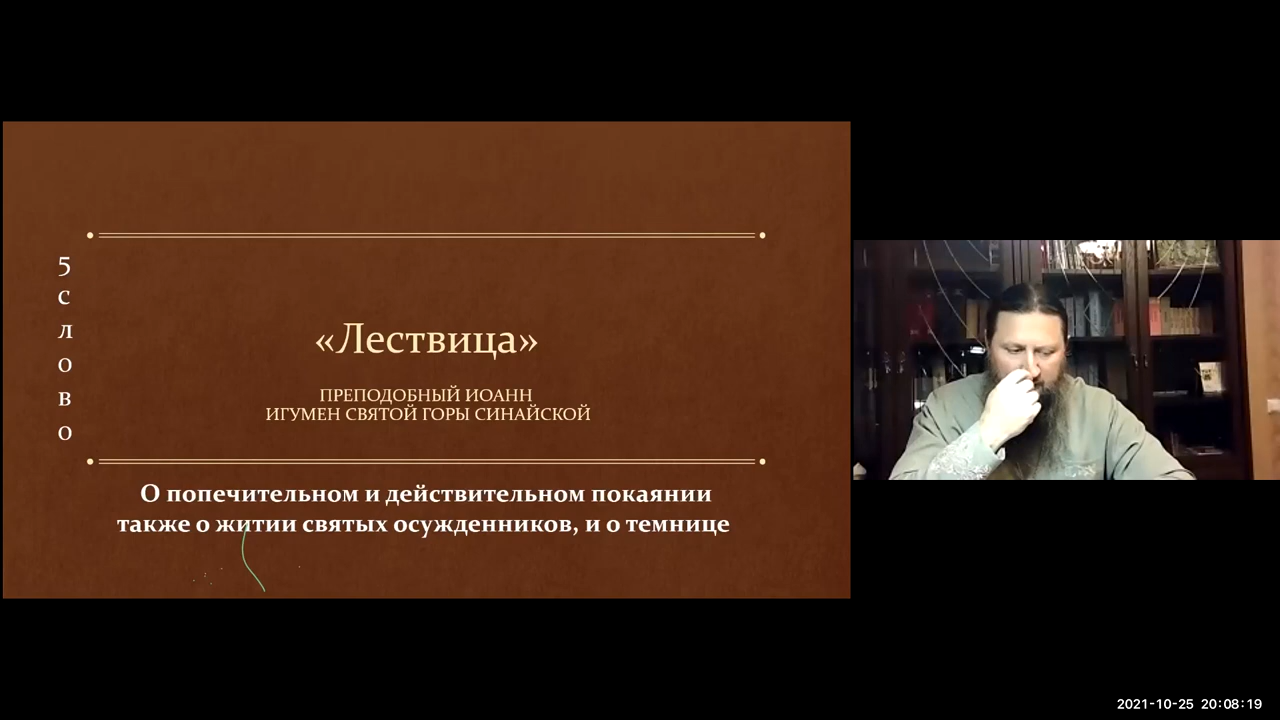 5
с
л
о
в
о
«Лествица»
ПРЕПОДОБНЫЙ ИОАНН
ИГУМЕН СВЯТОЙ ГОРЫ СИНАЙСКОЙ
О попечительном и действительном покаянии
также о житии святых осужденников, и о темнице
2021-10-25 20:08:19